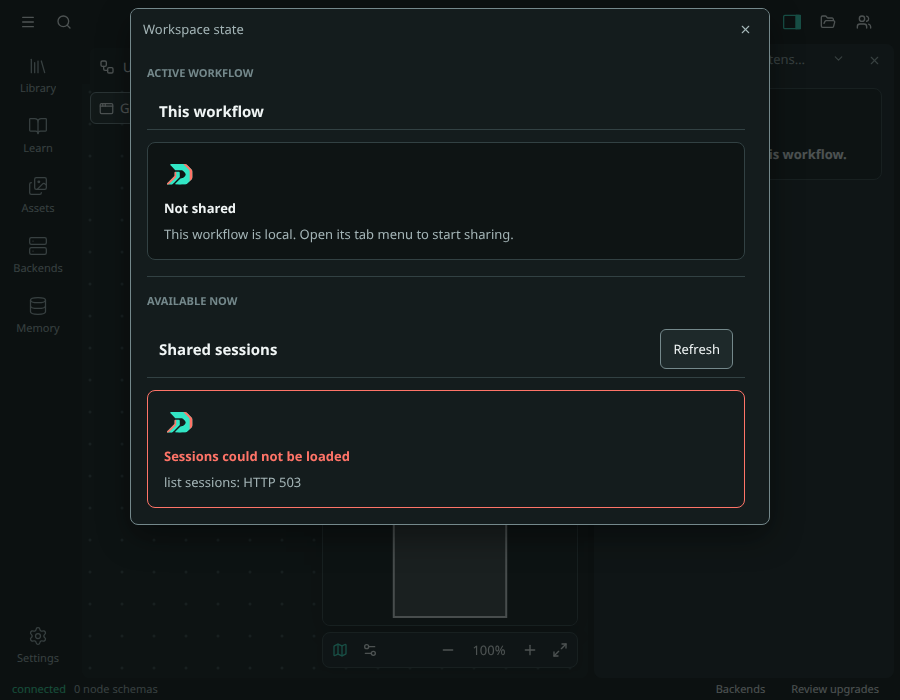 Workspace state
ACTIVE WORKFLOW
This workflow
Not shared
This workflow is local. Open its tab menu to start sharing.
AVAILABLE NOW
Shared sessions
Refresh
Sessions could not be loaded
list sessions: HTTP 503
Library
Learn
Assets
Backends
Memory
Settings
is workflow.
100%
connected
0 node schemas
Backends
Review upgrades